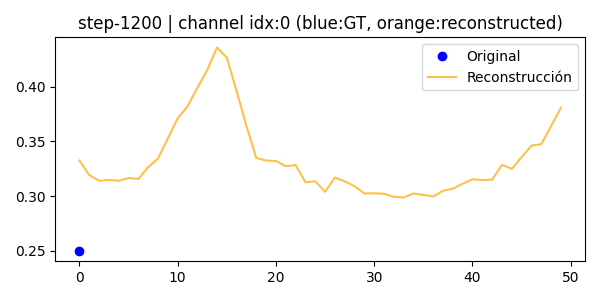 step-1200 | channel idx:0 (blue:GT, orange:reconstructed)
Original
Reconstrucción
0.40
0.35
0.30
0.25
0 10 20 30 40 50